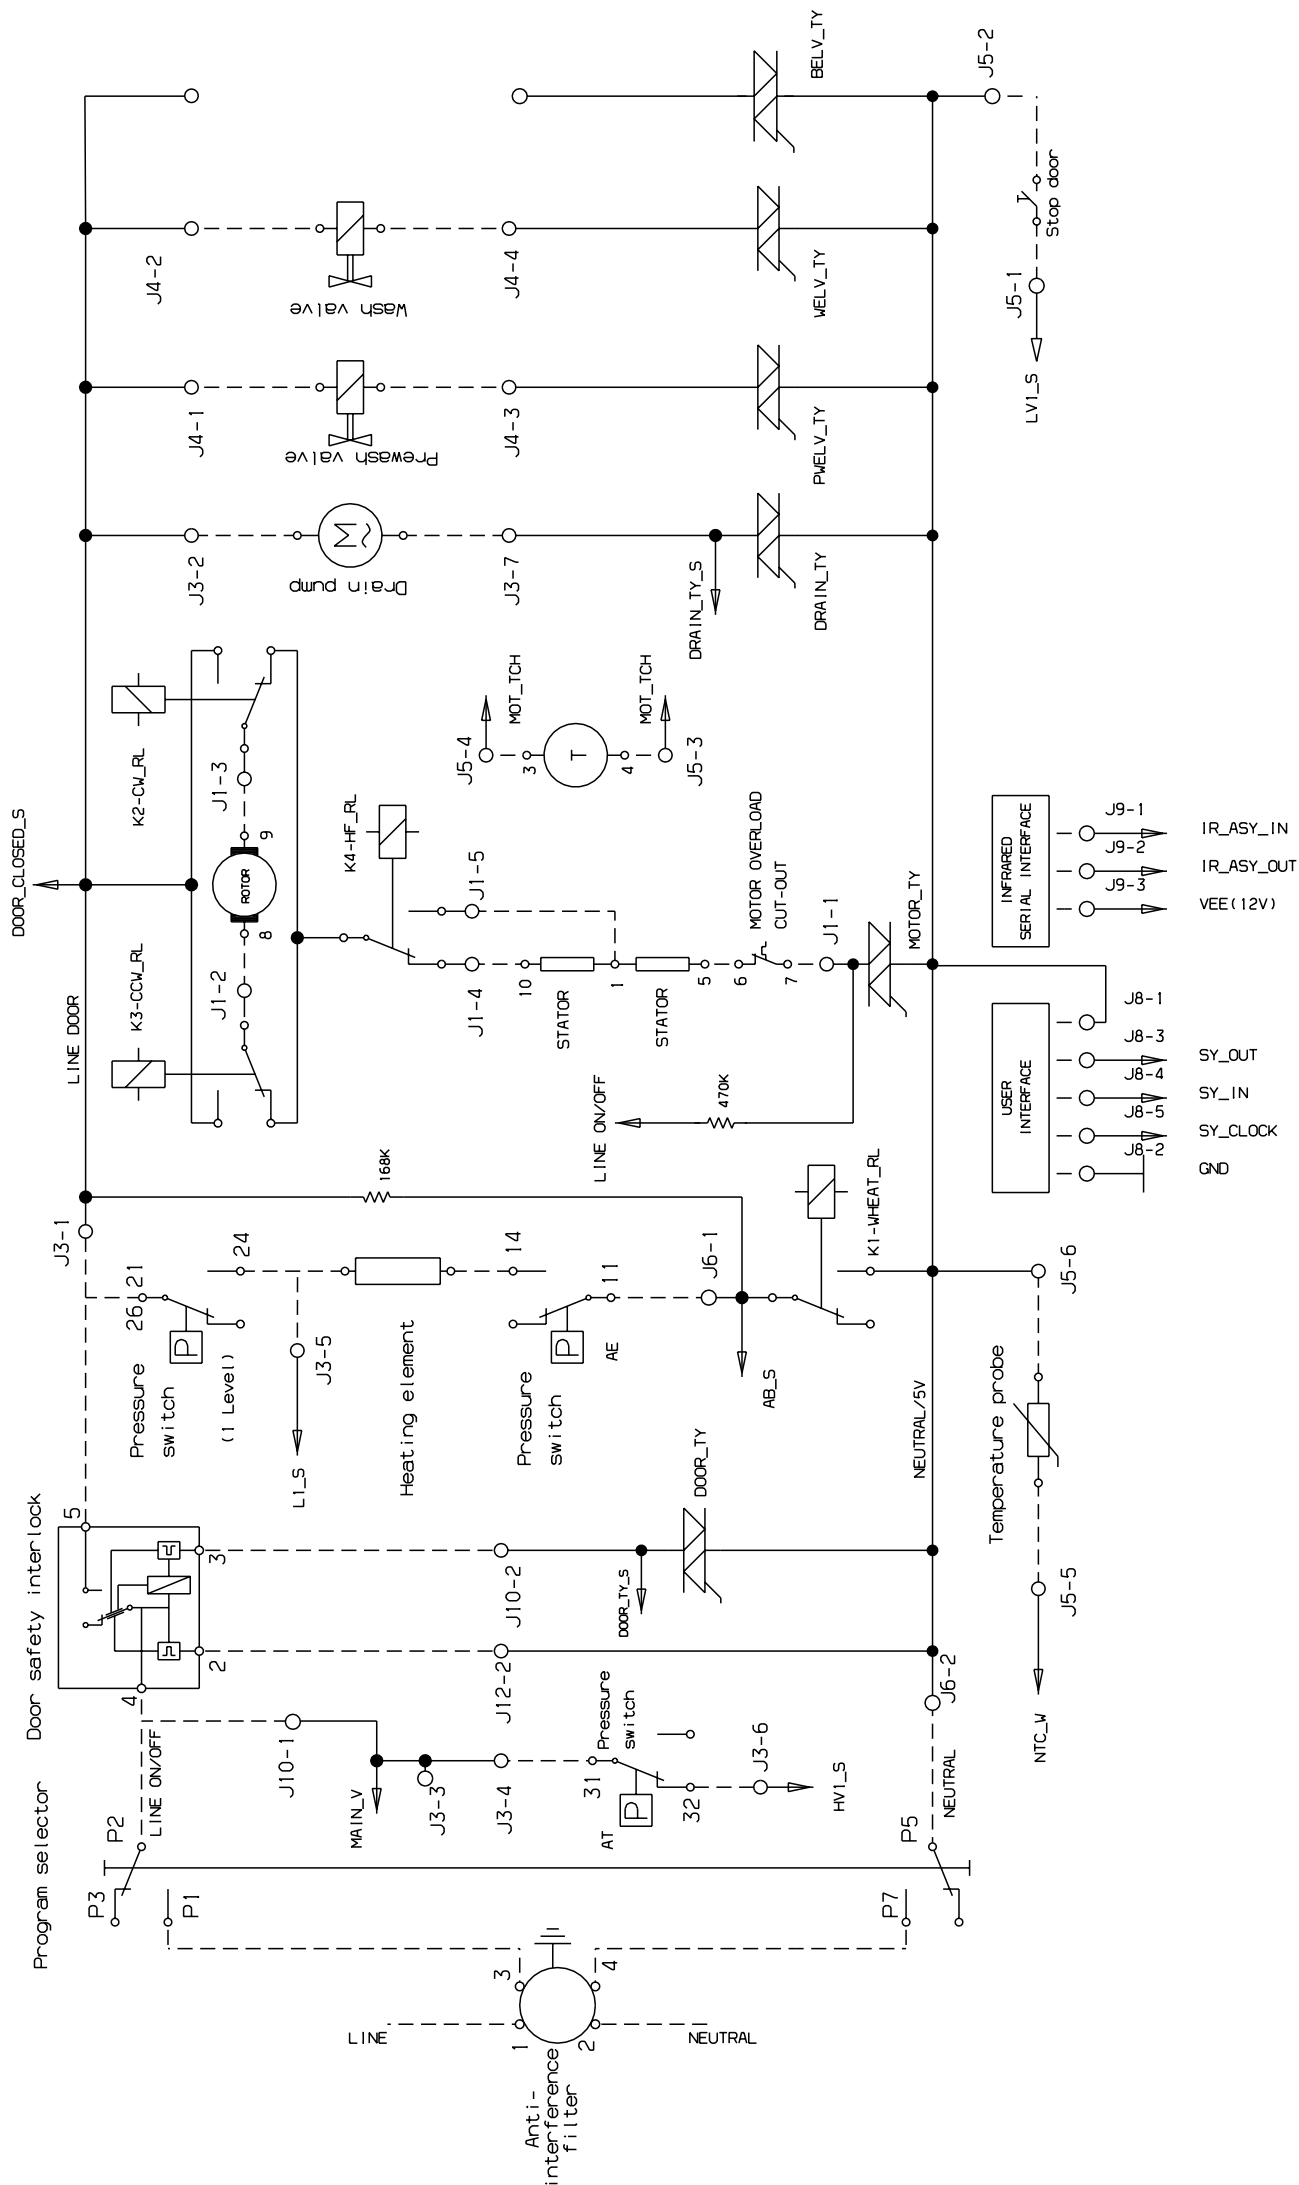 BELV_TY
J5-2
Stop door
J5-1
LV1_S
J4-2
J4-4
Wash valve
WELV_TY
J4-1
J4-3
Prewash valve
PWELV_TY
J3-2
J3-7
Drain pump
DRAIN_TY_S
DRAIN_TY
K2-CW_RL
J1-3
9
ROTOR
8
J1-2
K3-CCW_RL
DOOR_CLOSED_S
LINE DOOR
MOT_TCH
MOT_TCH
J5-4
J5-3
3
T
4
K4-HF_RL
J1-5
J1-4
10
STATOR
1
STATOR
5
6
MOTOR OVERLOAD
CUT-OUT
7
J1-1
MOTOR_TY
INFRARED
SERIAL INTERFACE
J9-1
IR_ASY_IN
J9-2
IR_ASY_OUT
J9-3
VEE(12V)
USER
INTERFACE
J8-1
J8-3
SY_OUT
J8-4
SY_IN
J8-5
SY_CLOCK
J8-2
GND
LINE ON/OFF
470K
168K
J3-1
21
26
24
P
Pressure
switch
(1 Level)
J3-5
L1_S
Heating element
14
11
P
AE
Pressure
switch
J6-1
AB_S
K1-WHEAT_RL
NEUTRAL/5V
J5-6
Temperature probe
J5-5
NTC_W
Door safety interlock
5
3
2
4
J10-2
DOOR_TY_S
DOOR_TY
J12-2
J6-2
NEUTRAL
LINE ON/OFF
J10-1
MAIN_V
J3-3
J3-4
31
Pressure
switch
P
AT
32
J3-6
HV1_S
Program selector
P2
P3
P1
P5
P7
3
4
1
2
LINE
NEUTRAL
Anti-
interference
filter